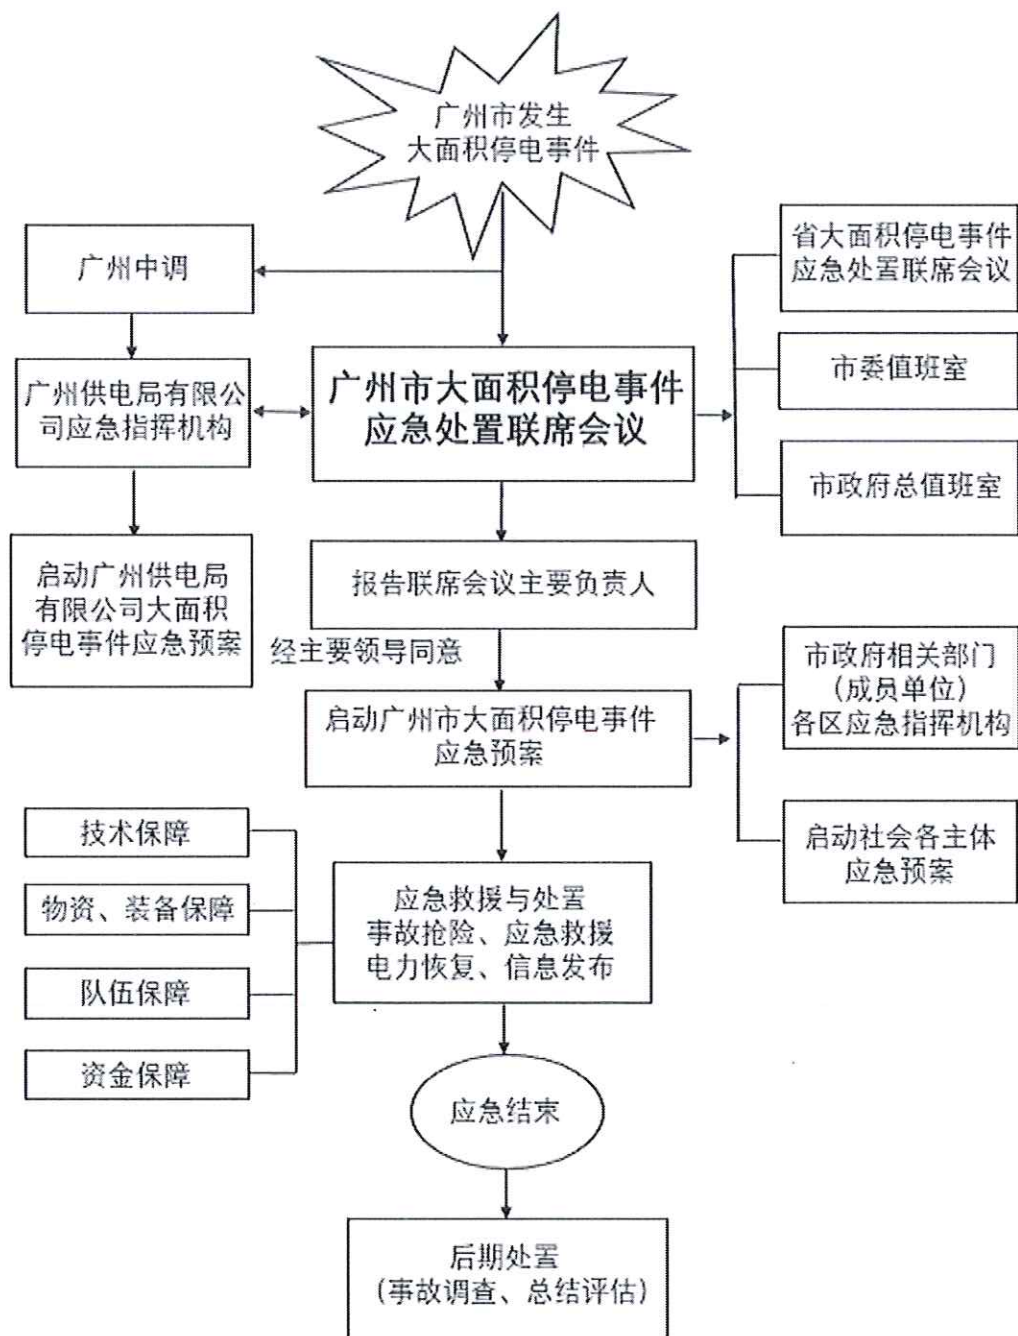 广州市发生
大面积停电事件
广州中调
省大面积停电事件
应急处置联席会议
广州供电局有限公
司应急指挥机构
广州市大面积停电事件
应急处置联席会议
市委值班室
市政府总值班室
启动广州供电局
有限公司大面积
停电事件应急预案
报告联席会议主要负责人
经主要领导同意
启动广州市大面积停电事件
应急预案
市政府相关部门
（成员单位）
各区应急指挥机构
启动社会各主体
应急预案
技术保障
物资、装备保障
队伍保障
资金保障
应急救援与处置
事故抢险、应急救援
电力恢复、信息发布
应急结束
后期处置
（事故调查、总结评估）